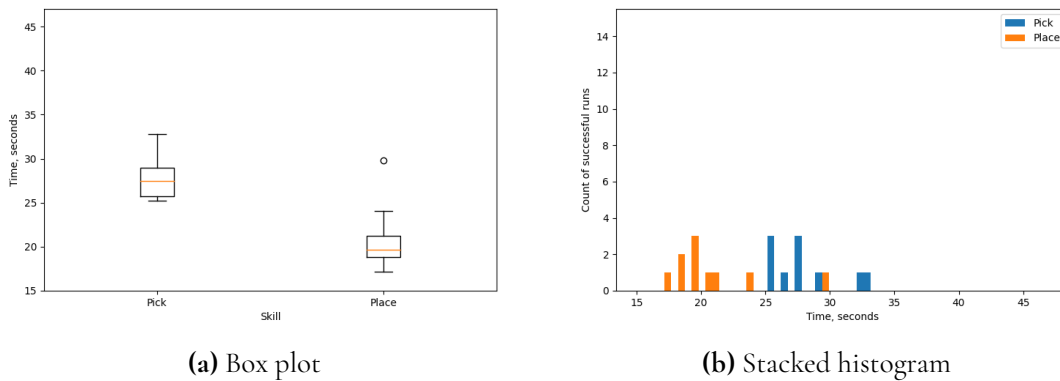 45
40
35
30
25
20
15
Time, seconds
Pick
Place
Skill
(a) Box plot
14
12
10
8
6
4
2
0
Count of successful runs
Pick
Place
15 20 25 30 35 40 45
Time, seconds
(b) Stacked histogram